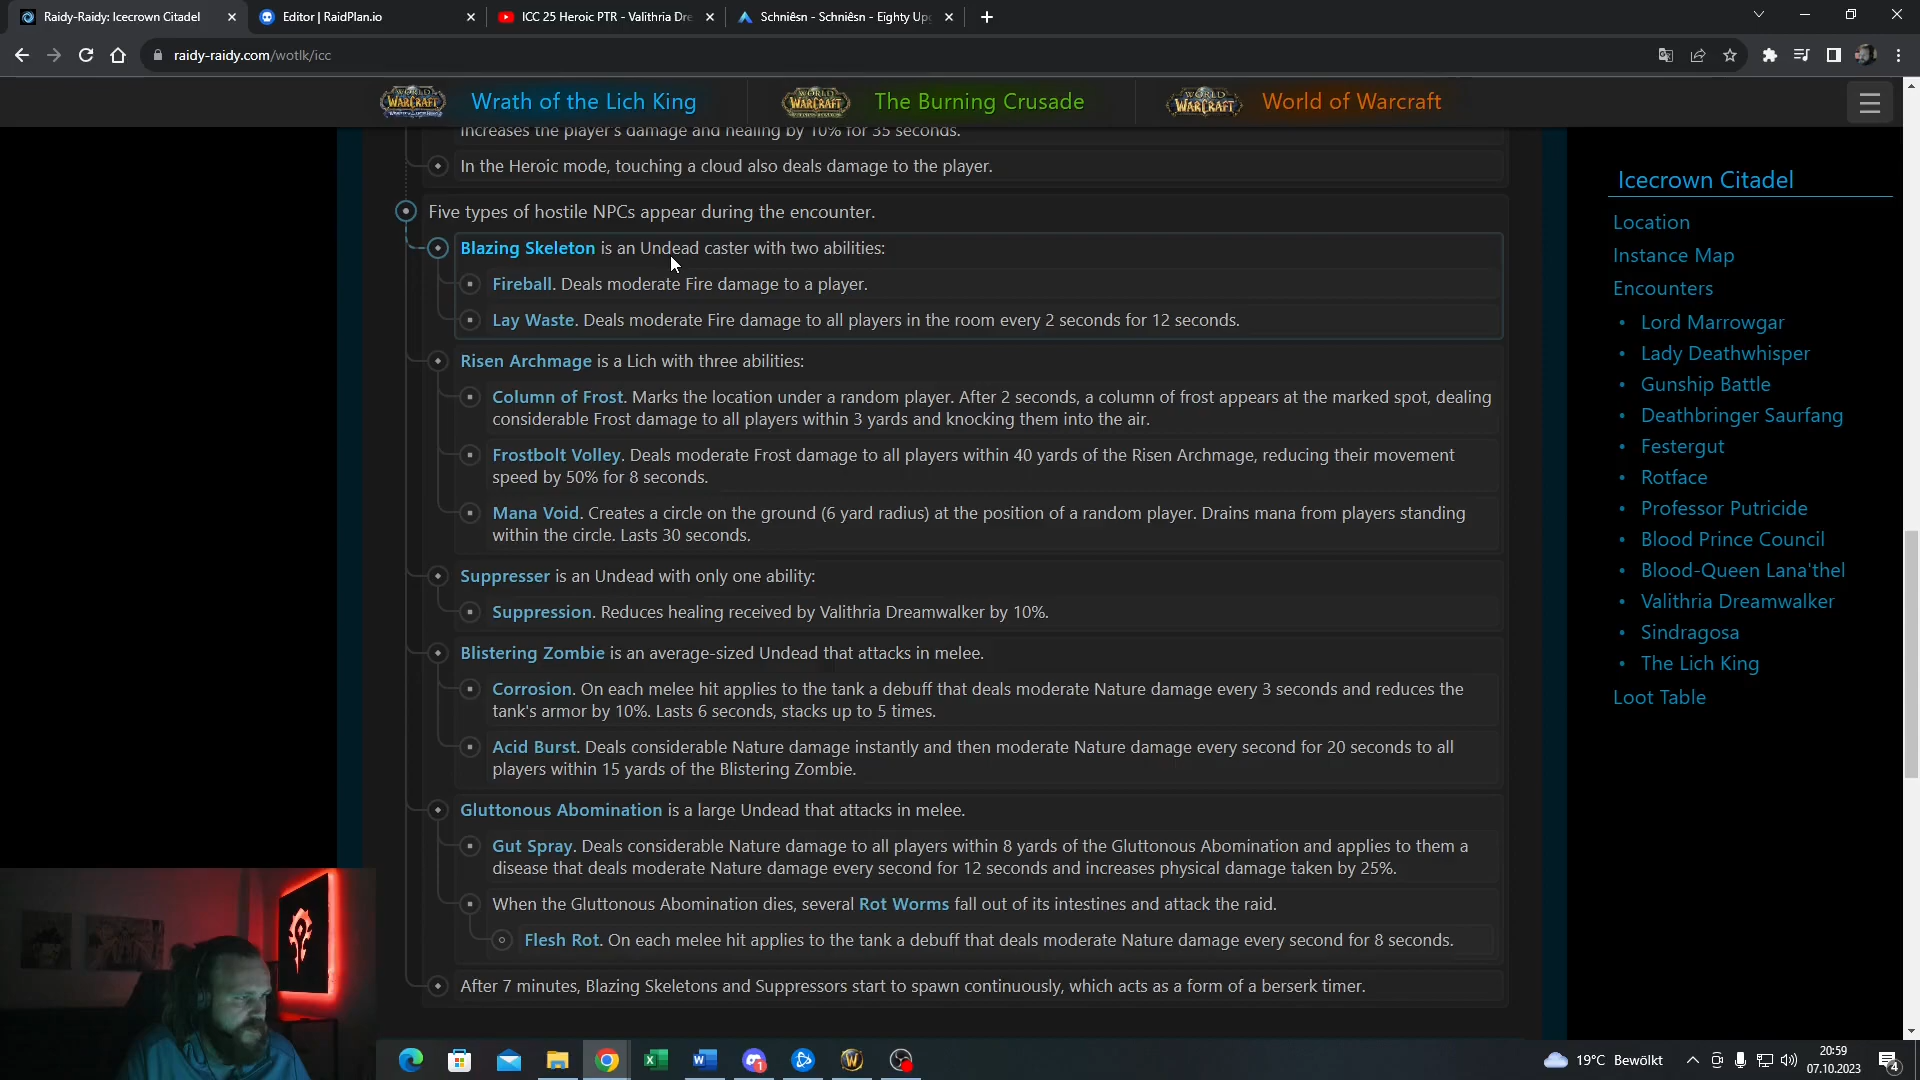 Raidy-Raidy: Icecrown Citadel
Editor | RaidPlan.io
ICC 25 Heroic PTR - Valithria Dre
Schniêsn - Schniêsn - Eighty Up
raidy-raidy.com/wotlk/icc
WORLD WARCRAFT
Wrath of the Lich King
WORLD WARCRAFT
The Burning Crusade
WORLD WARCRAFT
World of Warcraft
increases the player's damage and healing by 10% for 35 seconds.
In the Heroic mode, touching a cloud also deals damage to the player.
Five types of hostile NPCs appear during the encounter.
Blazing Skeleton is an Undead caster with two abilities:
Fireball. Deals moderate Fire damage to a player.
Lay Waste. Deals moderate Fire damage to all players in the room every 2 seconds for 12 seconds.
Risen Archmage is a Lich with three abilities:
Column of Frost. Marks the location under a random player. After 2 seconds, a column of frost appears at the marked spot, dealing
considerable Frost damage to all players within 3 yards and knocking them into the air.
Frostbolt Volley. Deals moderate Frost damage to all players within 40 yards of the Risen Archmage, reducing their movement
speed by 50% for 8 seconds.
Mana Void. Creates a circle on the ground (6 yard radius) at the position of a random player. Drains mana from players standing
within the circle. Lasts 30 seconds.
Suppresser is an Undead with only one ability:
Suppression. Reduces healing received by Valithria Dreamwalker by 10%.
Blistering Zombie is an average-sized Undead that attacks in melee.
Corrosion. On each melee hit applies to the tank a debuff that deals moderate Nature damage every 3 seconds and reduces the
tank's armor by 10%. Lasts 6 seconds, stacks up to 5 times.
Acid Burst. Deals considerable Nature damage instantly and then moderate Nature damage every second for 20 seconds to all
players within 15 yards of the Blistering Zombie.
Gluttonous Abomination is a large Undead that attacks in melee.
Gut Spray. Deals considerable Nature damage to all players within 8 yards of the Gluttonous Abomination and applies to them a
disease that deals moderate Nature damage every second for 12 seconds and increases physical damage taken by 25%.
When the Gluttonous Abomination dies, several Rot Worms fall out of its intestines and attack the raid.
Flesh Rot. On each melee hit applies to the tank a debuff that deals moderate Nature damage every second for 8 seconds.
After 7 minutes, Blazing Skeletons and Suppressors start to spawn continuously, which acts as a form of a berserk timer.
Icecrown Citadel
Location
Instance Map
Encounters
Lord Marrowgar
Lady Deathwhisper
Gunship Battle
Deathbringer Saurfang
Festergut
Rotface
Professor Putricide
Blood Prince Council
Blood-Queen Lana'thel
Valithria Dreamwalker
Sindragosa
The Lich King
Loot Table
1
19°C Bewölkt
20:59
07.10.2023
4